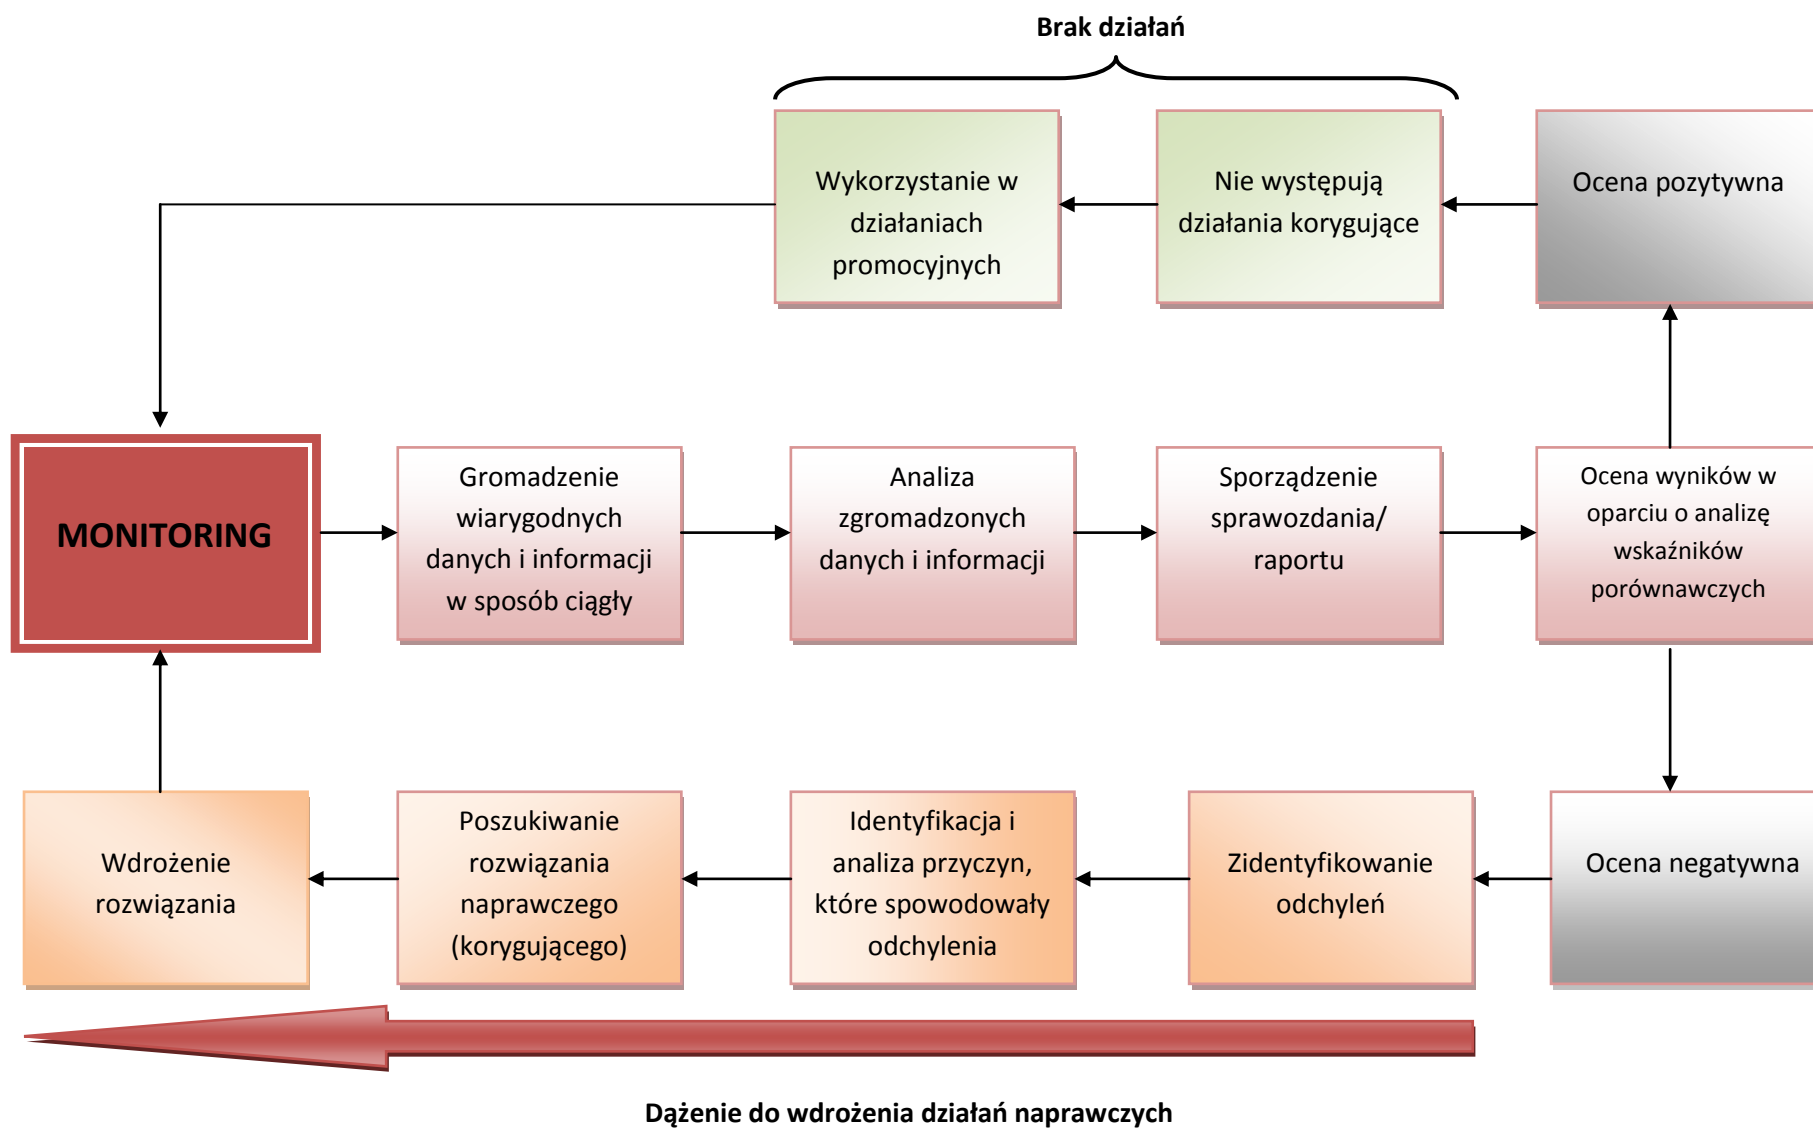 Brak działań
Wykorzystanie w
działaniach
promocyjnych
Nie występują
działania korygujące
Ocena pozytywna
MONITORING
Gromadzenie
wiarygodnych
danych i informacji
w sposób ciągły
Analiza
zgromadzonych
danych i informacji
Sporządzenie
sprawozdania/
raportu
Ocena wyników w
oparciu o analizę
wskaźników
porównawczych
Wdrożenie
rozwiązania
Poszukiwanie
rozwiązania
naprawczego
(korygującego)
Identyfikacja i
analiza przyczyn,
które spowodowały
odchylenia
Zidentyfikowanie
odchyleń
Ocena negatywna
Dążenie do wdrożenia działań naprawczych